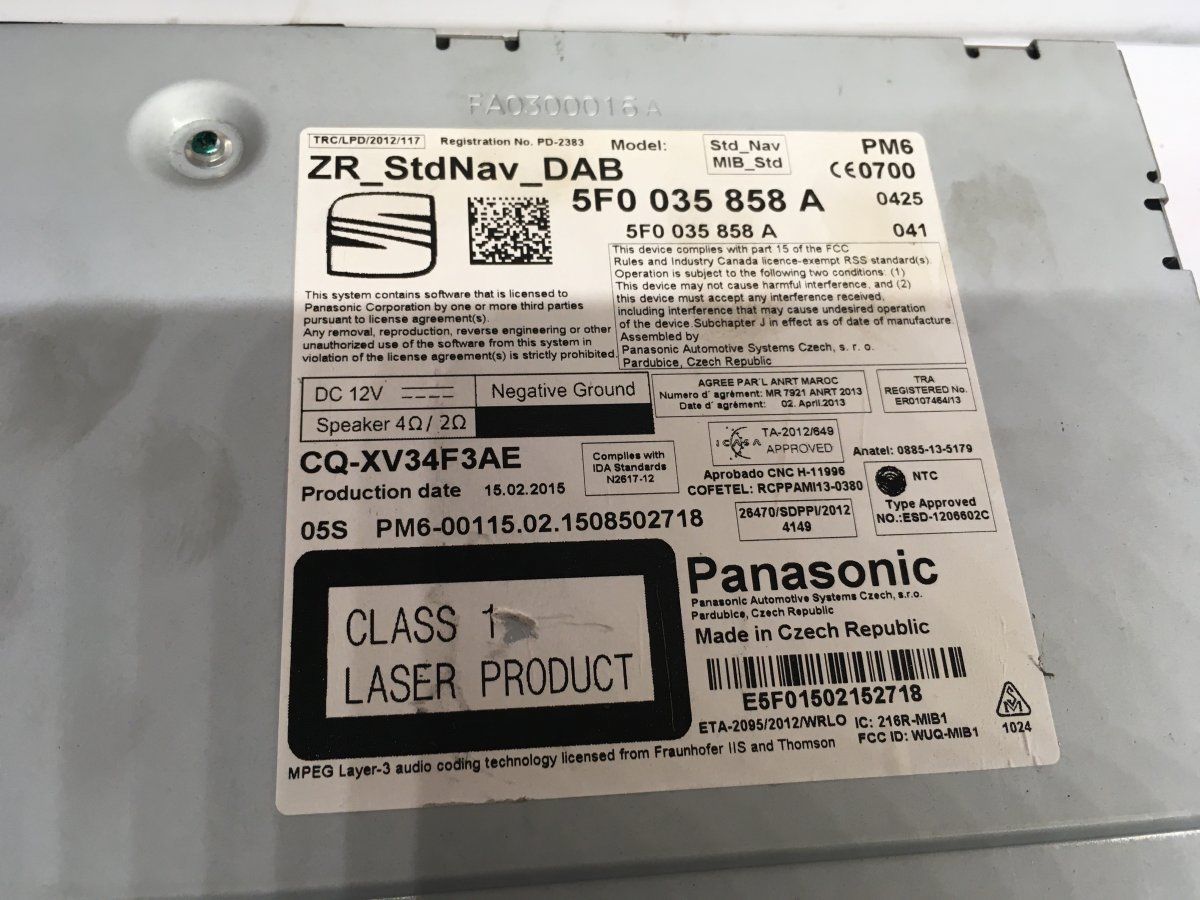 FA0300016A
TRC/LPD/2012/117
Registration No. PD-2383
Model:
Std_Nav
MIB_Std
PM6
CE0700
ZR_StdNav_DAB
5F0 035 858 A
0425
5F0 035 858 A
041
This device complies with part 15 of the FCC
Rules and Industry Canada licence-exempt RSS standard(s).
Operation is subject to the following two conditions: (1)
This device may not cause harmful interference, and (2)
this device must accept any interference received,
including interference that may cause undesired operation
of the device.Subchapter J in effect as of date of manufacture.
Assembled by
Panasonic Automotive Systems Czech, s. r. o.
Pardubice, Czech Republic
This system contains software that is licensed to
Panasonic Corporation by one or more third parties
pursuant to license agreement(s).
Any removal, reproduction, reverse engineering or other
unauthorized use of the software from this system in
violation of the license agreement(s) is strictly prohibited.
DC 12V
Negative Ground
Speaker 4Ω / 2Ω
AGREE PAR'L ANRT MAROC
Numero d' agrément: MR 7921 ANRT 2013
Date d' agrément: 02. April.2013
TRA
REGISTERED No.
ER0107464/13
ICASA
TA-2012/649
APPROVED
CQ-XV34F3AE
Complies with
IDA Standards
N2617-12
Anatel: 0885-13-5179
Aprobado CNC H-11996
COFETEL: RCPPAMI13-0380
NTC
Type Approved
NO.:ESD-1206602C
Production date 15.02.2015
26470/SDPPI/2012
4149
05S PM6-00115.02.1508502718
CLASS 1
LASER PRODUCT
Panasonic
Panasonic Automotive Systems Czech, s.r.o.
Pardubice, Czech Republic
Made in Czech Republic
E5F01502152718
ETA-2095/2012/WRLO
IC: 216R-MIB1
FCC ID: WUQ-MIB1
1024
MPEG Layer-3 audio coding technology licensed from Fraunhofer IIS and Thomson